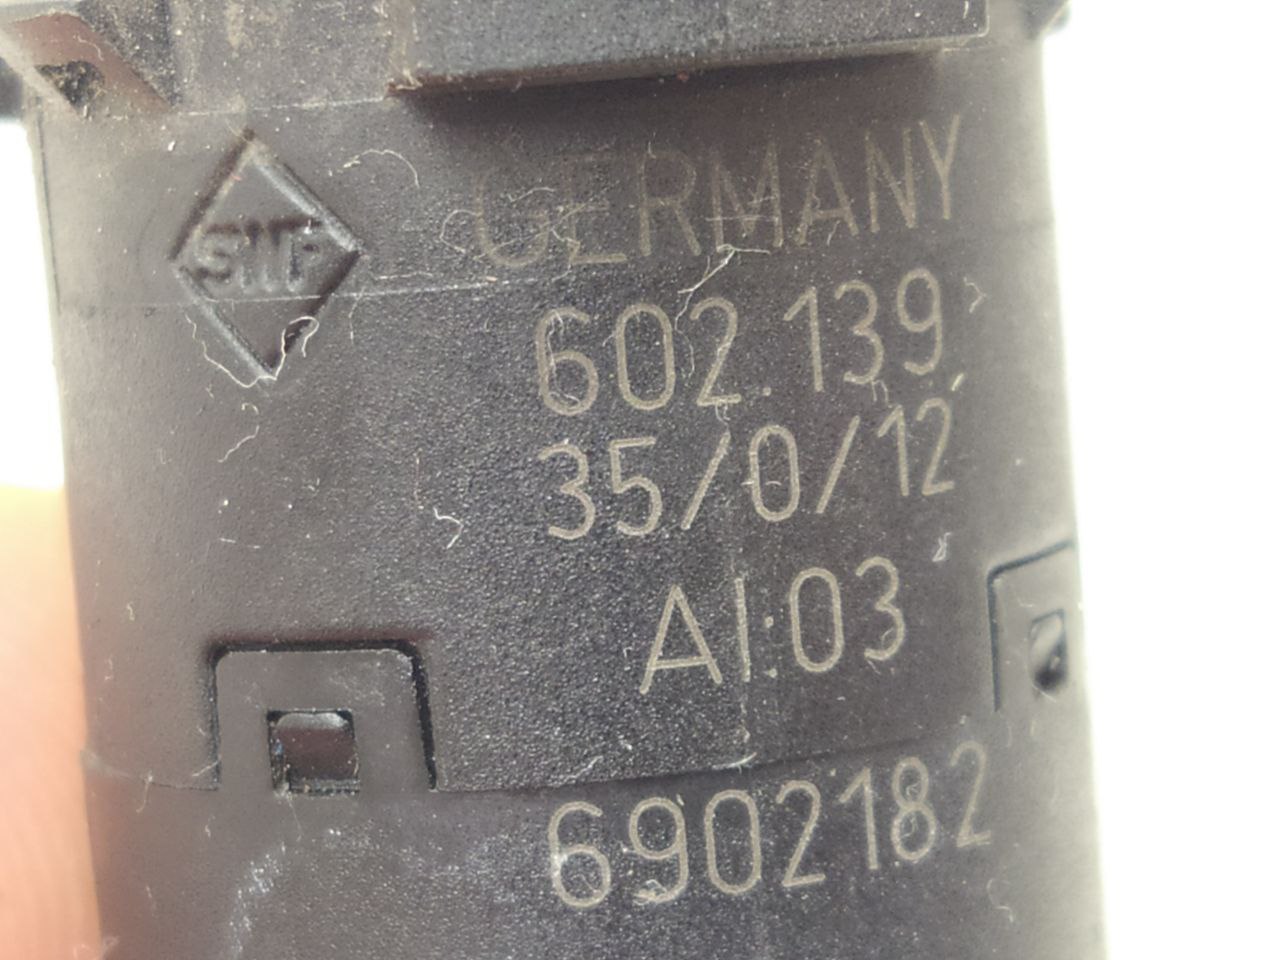 SWF
GERMANY
602.139
35/0/12
AI:03
6902182